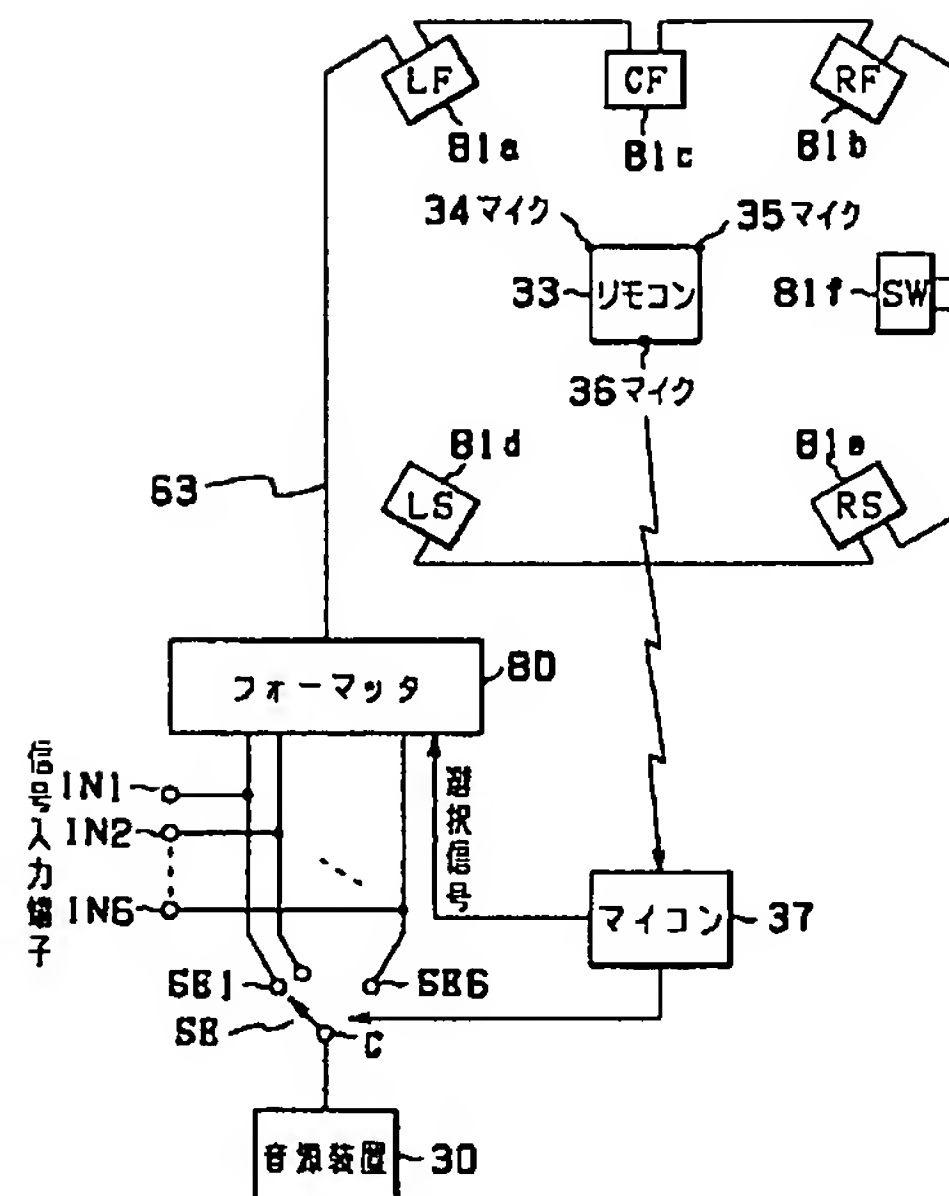 LF
CF
RF
81a
81c
81b
34マイク
35マイク
33
リモコン
81f
SW
36マイク
81d
81e
LS
RS
63
フォーマッタ
80
信号入力端子
IN1
IN2
IN6
選択信号
マイコン
37
SE1
SE6
SE
C
音源装置
30